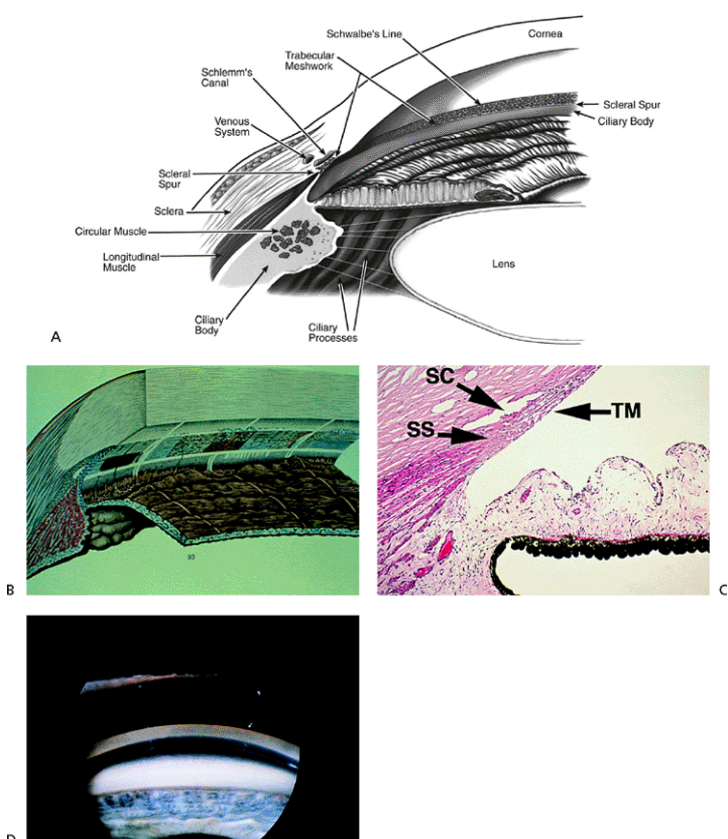 Schwalbe's Line
Cornea
Trabecular
Meshwork
Schlemm's
Canal
Venous
System
Scleral Spur
Ciliary Body
Scleral
Spur
Sclera
Circular Muscle
Longitudinal
Muscle
Lens
Ciliary
Body
Ciliary
Processes
A
SC
TM
SS
93
B
C
D